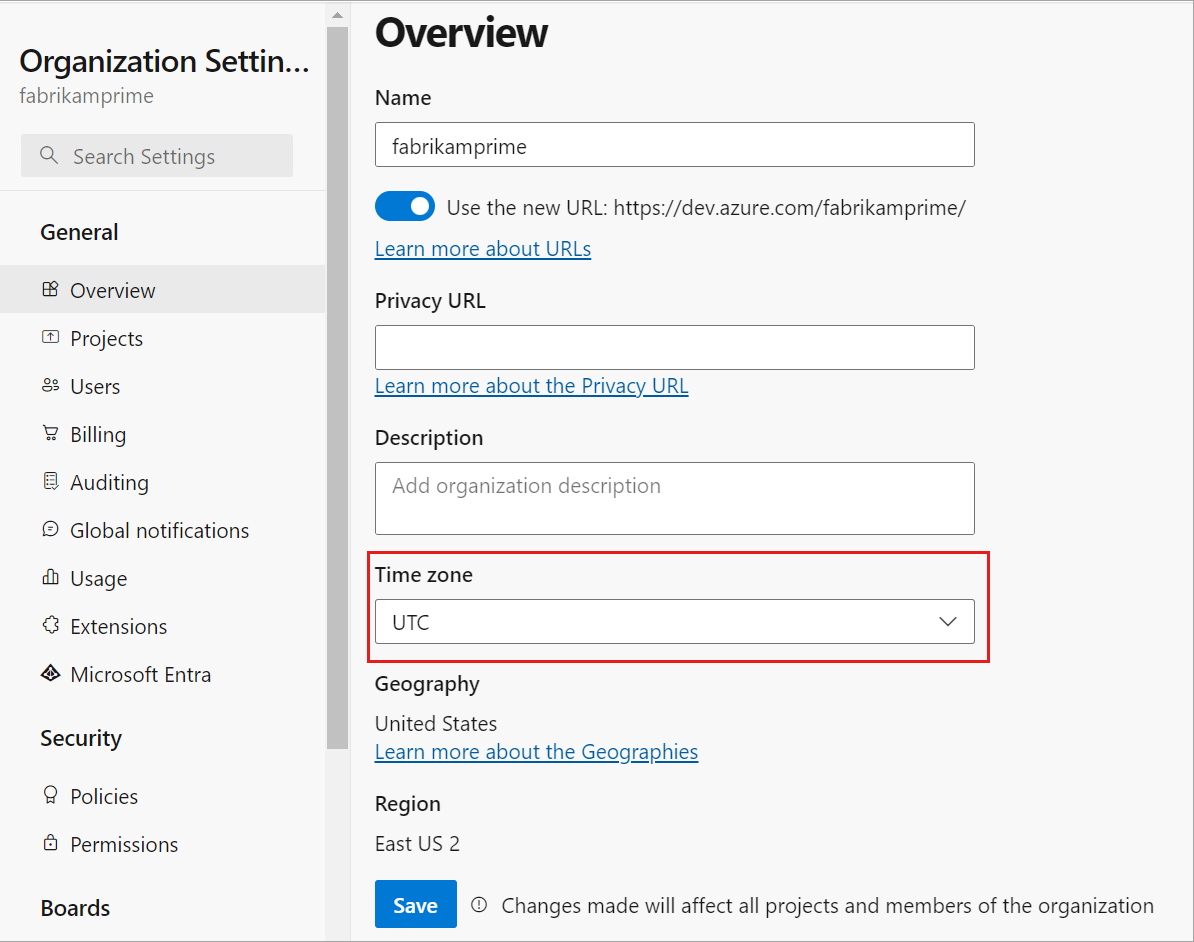 Organization Settin...
fabrikamprime
Search Settings
General
Overview
Projects
Users
Billing
Auditing
Global notifications
Usage
Extensions
Microsoft Entra
Security
Policies
Permissions
Boards
Overview
Name
fabrikamprime
Use the new URL: https://dev.azure.com/fabrikamprime/
Learn more about URLs
Privacy URL
Learn more about the Privacy URL
Description
Add organization description
Time zone
UTC
Geography
United States
Learn more about the Geographies
Region
East US 2
Save
Changes made will affect all projects and members of the organization